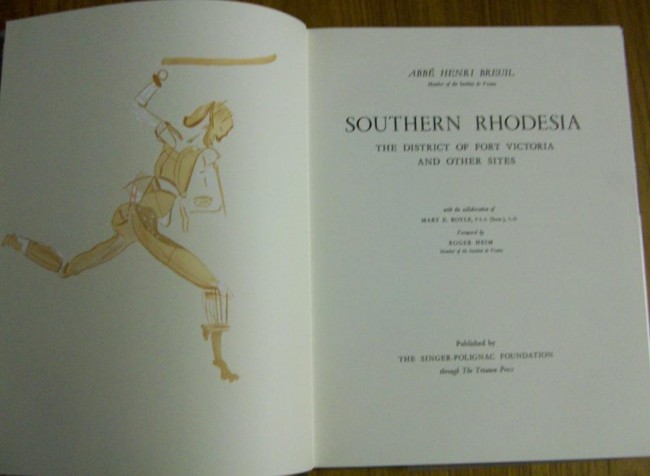 ABBÉ HENRI BREUIL
Member of the Institut de France
SOUTHERN RHODESIA
THE DISTRICT OF FORT VICTORIA
AND OTHER SITES
with the collaboration of
MARY E. BOYLE,
Foreword by
ROGER HEIM
Member of the Institut de France
Published by
THE SINGER-POLIGNAC FOUNDATION
through The Trianon Press